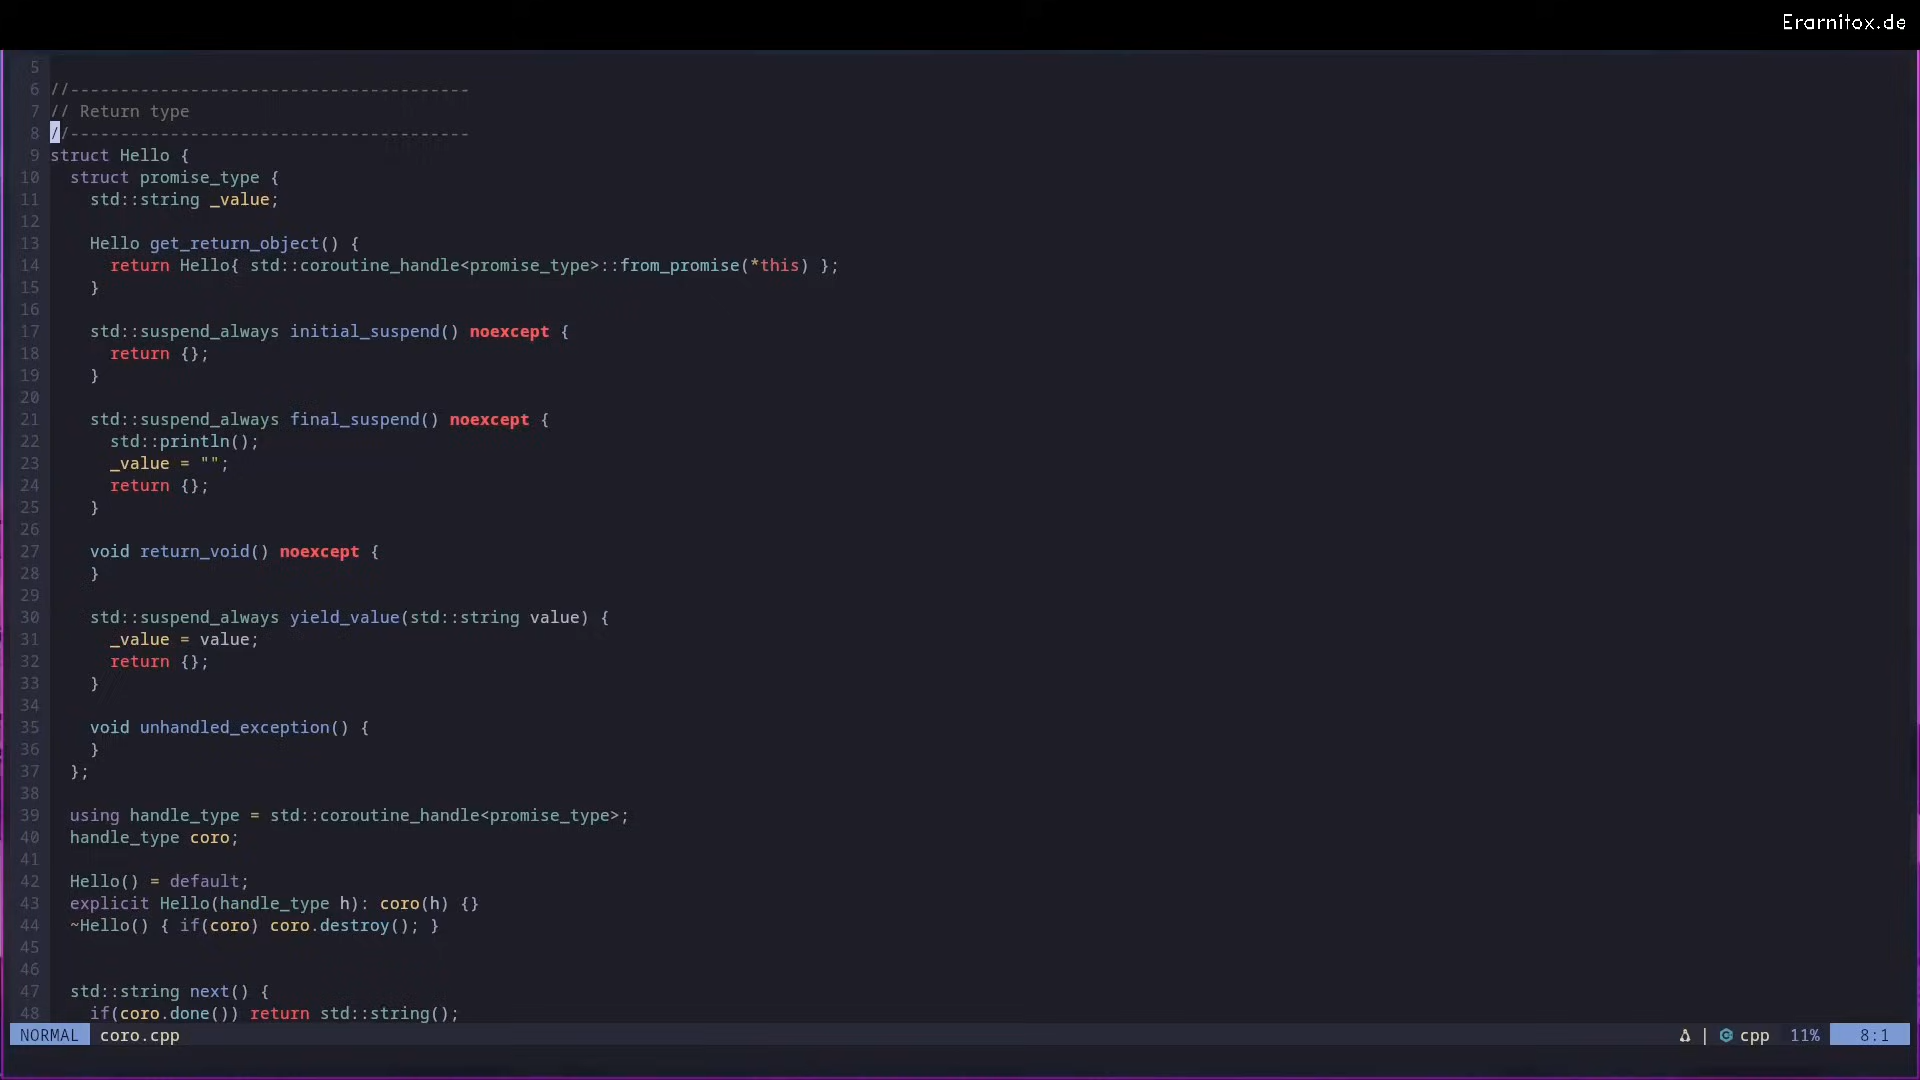 Erarnitox.de
5
6 //----------------------------------------
7 // Return type
8 //----------------------------------------
9 struct Hello {
10   struct promise_type {
11     std::string _value;
12
13     Hello get_return_object() {
14       return Hello{ std::coroutine_handle<promise_type>::from_promise(*this) };
15     }
16
17     std::suspend_always initial_suspend() noexcept {
18       return {};
19     }
20
21     std::suspend_always final_suspend() noexcept {
22       std::println();
23       _value = "";
24       return {};
25     }
26
27     void return_void() noexcept {
28     }
29
30     std::suspend_always yield_value(std::string value) {
31       _value = value;
32       return {};
33     }
34
35     void unhandled_exception() {
36     }
37   };
38
39   using handle_type = std::coroutine_handle<promise_type>;
40   handle_type coro;
41
42   Hello() = default;
43   explicit Hello(handle_type h): coro(h) {}
44   ~Hello() { if(coro) coro.destroy(); }
45
46
47   std::string next() {
48     if(coro.done()) return std::string();
NORMAL coro.cpp | cpp 11% 8:1